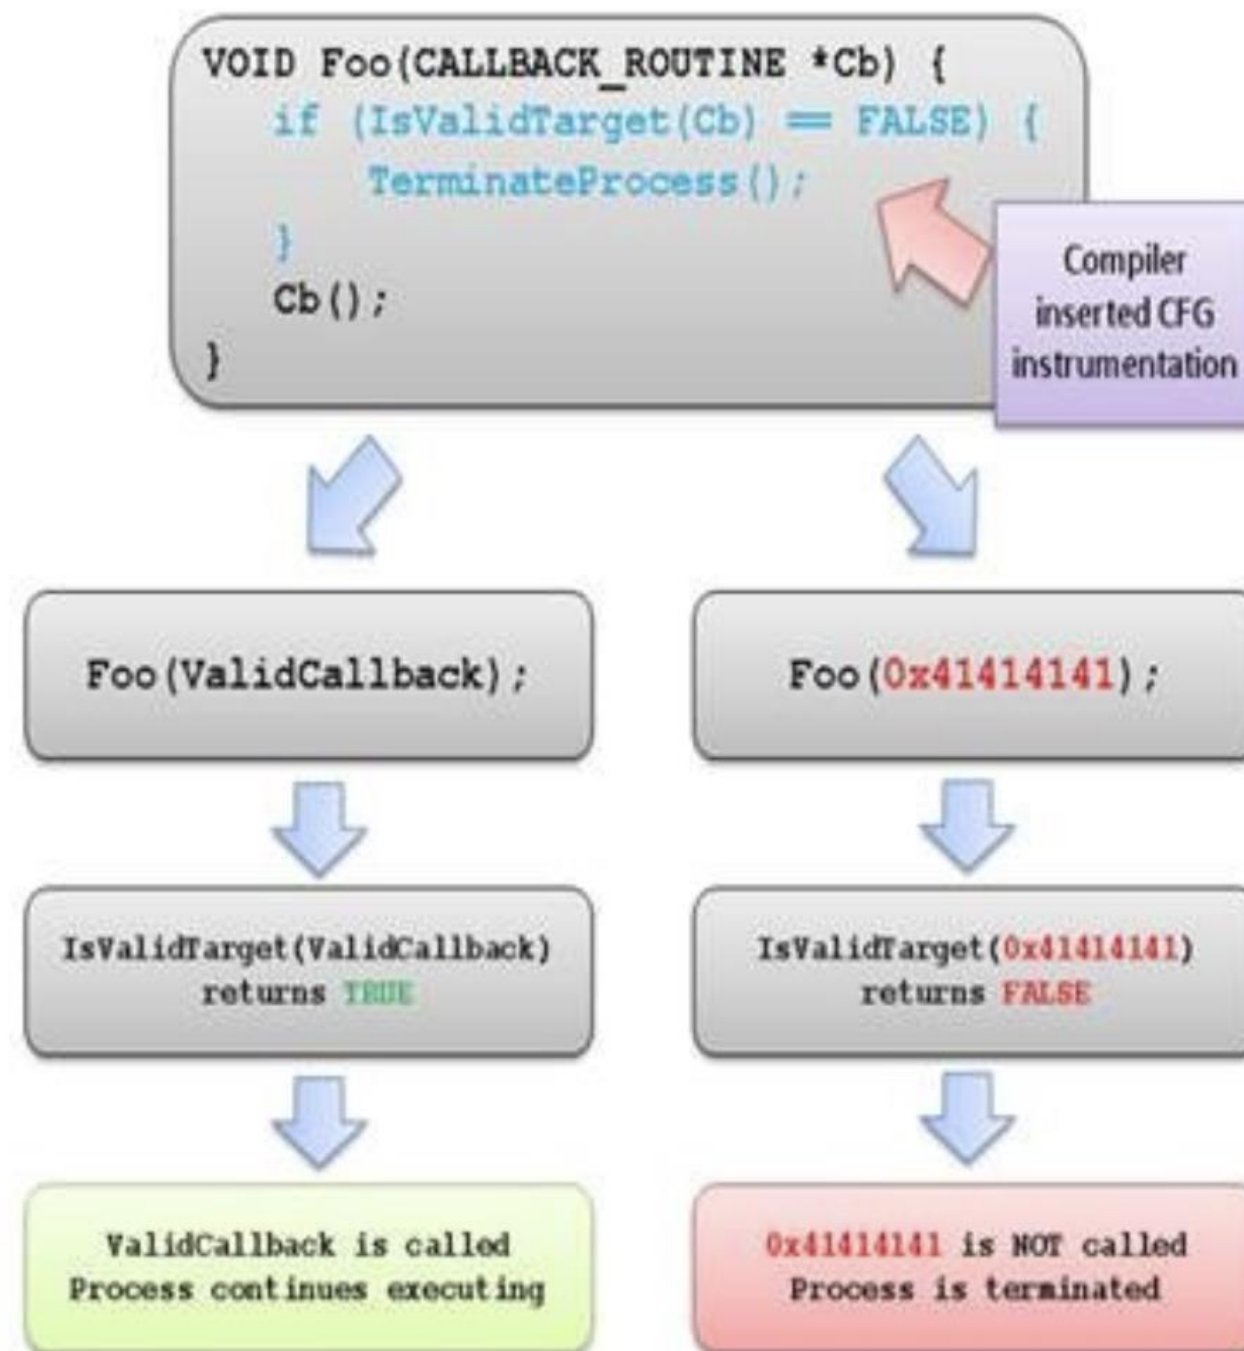 VOID Foo(CALLBACK_ROUTINE *Cb) {
if (IsValidTarget(Cb) == FALSE) {
TerminateProcess();
}
Cb();
}
Compiler
inserted CFG
instrumentation
Foo(ValidCallback);
Foo(0x41414141);
IsValidTarget(ValidCallback)
returns TRUE
IsValidTarget(0x41414141)
returns FALSE
ValidCallback is called
Process continues executing
0x41414141 is NOT called
Process is terminated